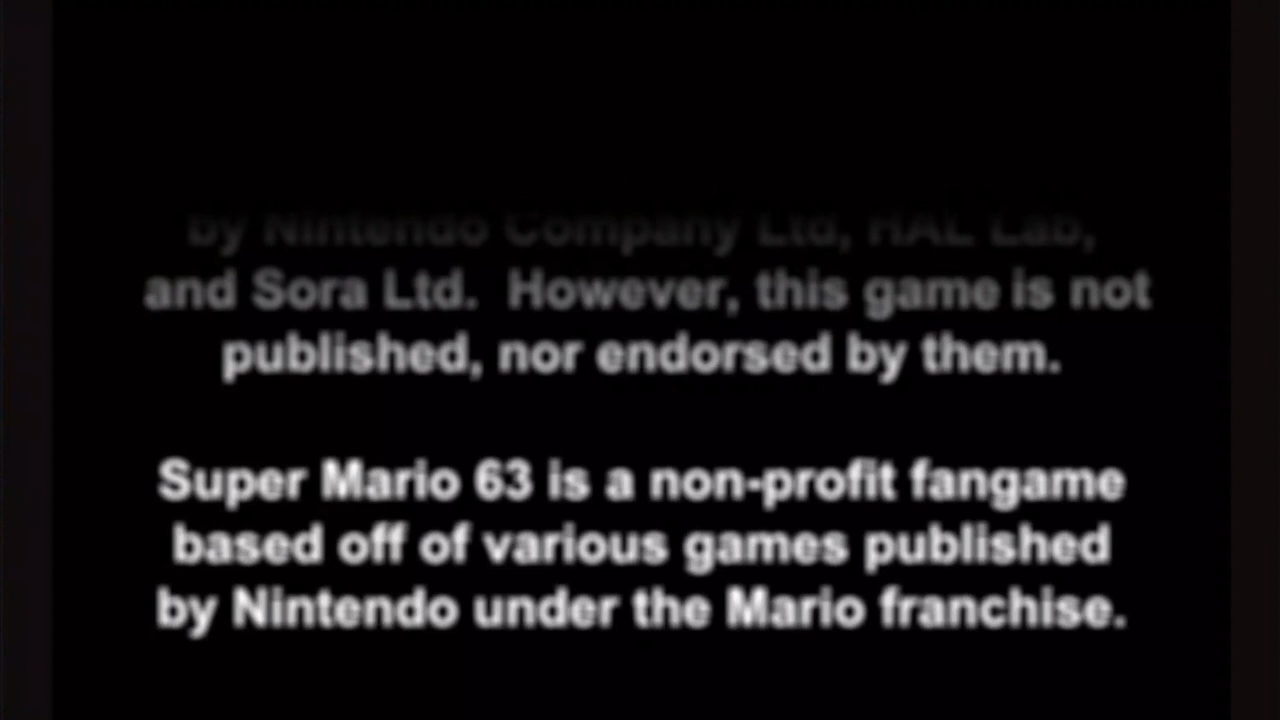 by Nintendo Company Ltd, HAL Lab,
and Sora Ltd. However, this game is not
published, nor endorsed by them.
Super Mario 63 is a non-profit fangame
based off of various games published
by Nintendo under the Mario franchise.